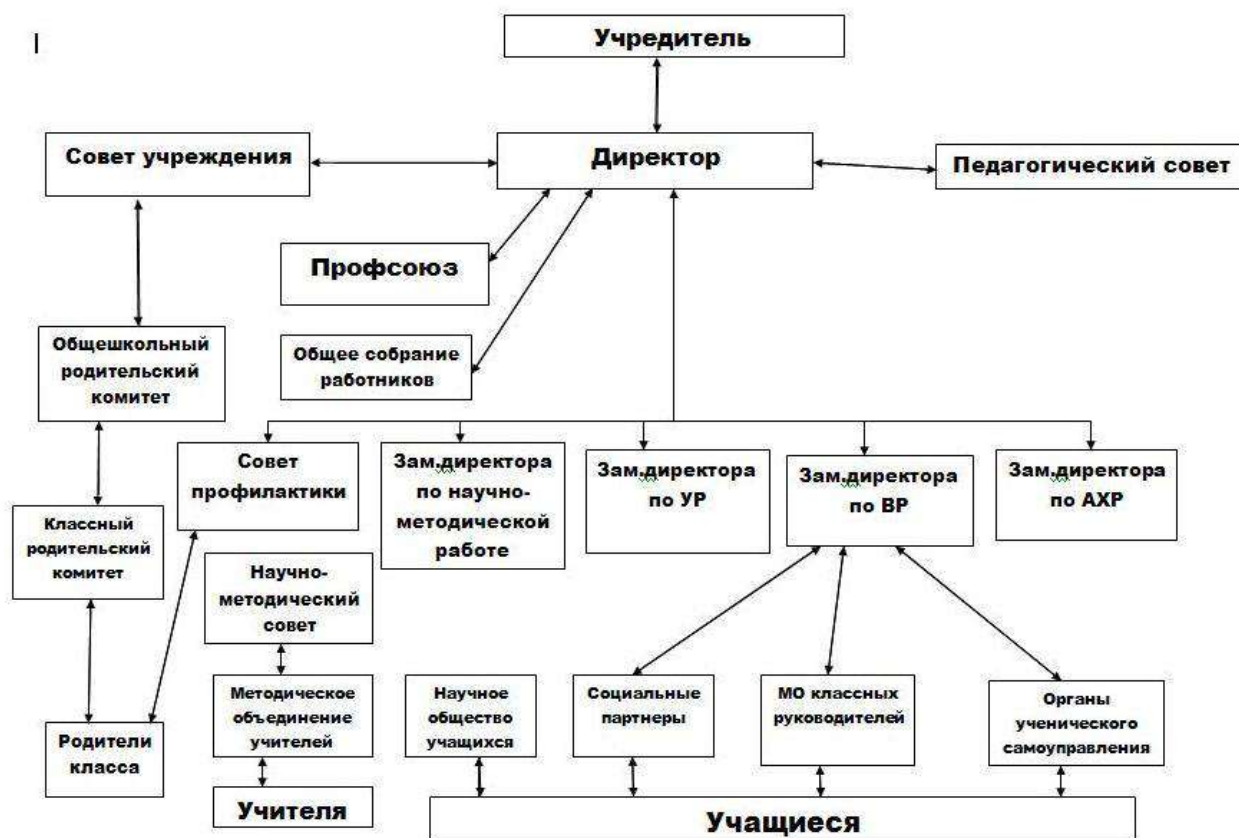 Учредитель
Совет учреждения
Директор
Педагогический совет
Профсоюз
Общее собрание
работников
Общешкольный
родительский
комитет
Совет
профилактики
Зам.директора
по научно-
методической
работе
Зам.директора
по УР
Зам.директора
по ВР
Зам.директора
по АХР
Классный
родительский
комитет
Научно-
методический
совет
Родители
класса
Методическое
объединение
учителей
Научное
общество
учащихся
Социальные
партнеры
МО классных
руководителей
Органы
ученического
самоуправления
Учителя
Учащиеся